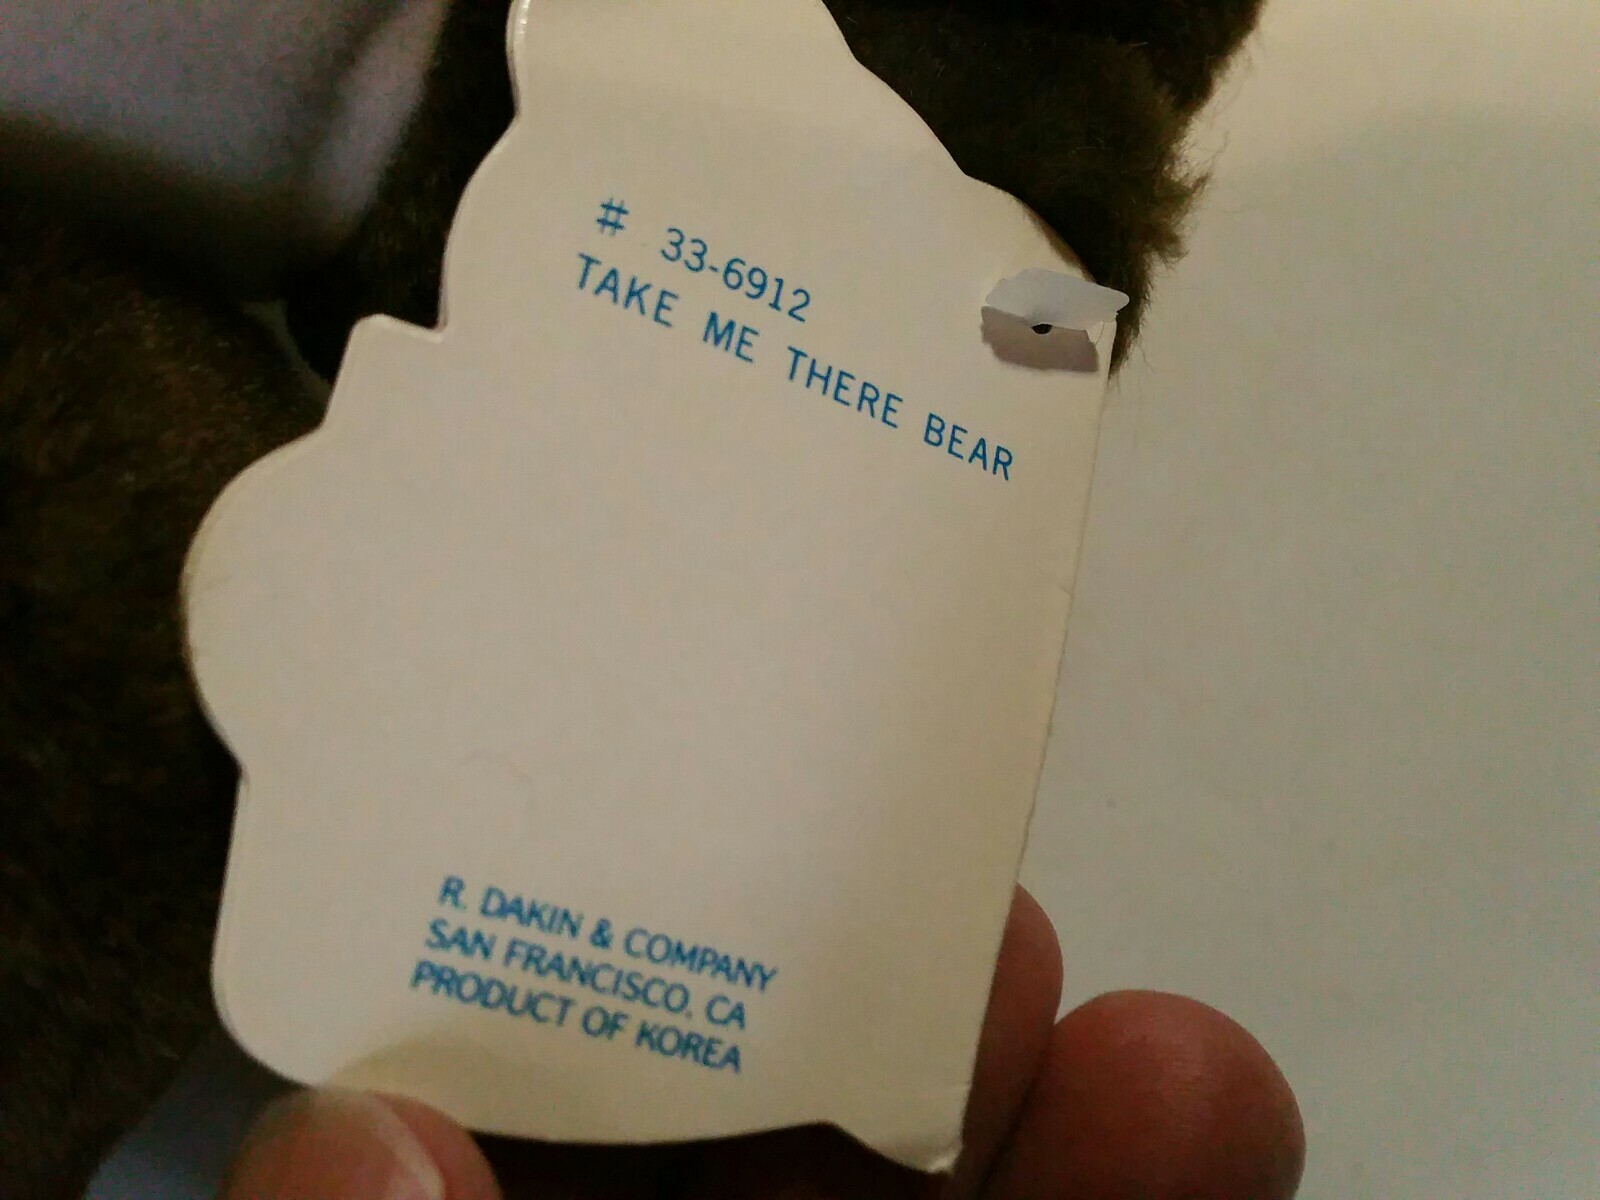 # 33-6912
TAKE ME THERE BEAR
R. DAKIN & COMPANY
SAN FRANCISCO, CA
PRODUCT OF KOREA